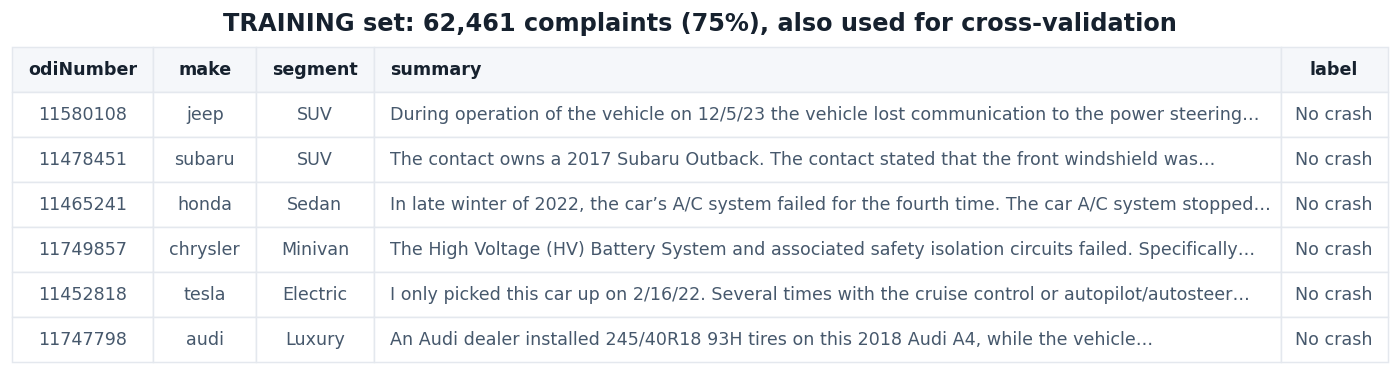 TRAINING set: 62,461 complaints (75%), also used for cross-validation
odiNumber make segment summary label
11580108 jeep SUV During operation of the vehicle on 12/5/23 the vehicle lost communication to the power steering... No crash
11478451 subaru SUV The contact owns a 2017 Subaru Outback. The contact stated that the front windshield was... No crash
11465241 honda Sedan In late winter of 2022, the car’s A/C system failed for the fourth time. The car A/C system stopped... No crash
11749857 chrysler Minivan The High Voltage (HV) Battery System and associated safety isolation circuits failed. Specifically... No crash
11452818 tesla Electric I only picked this car up on 2/16/22. Several times with the cruise control or autopilot/autosteer... No crash
11747798 audi Luxury An Audi dealer installed 245/40R18 93H tires on this 2018 Audi A4, while the vehicle... No crash